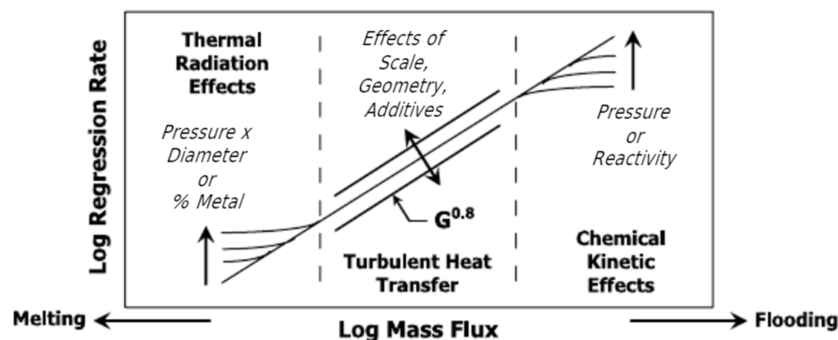 Thermal
Radiation
Effects
Pressure x
Diameter
or
% Metal
Effects of
Scale,
Geometry,
Additives
G0.8
Turbulent Heat
Transfer
Pressure
or
Reactivity
Chemical
Kinetic
Effects
Log Regression Rate
Melting
Log Mass Flux
Flooding